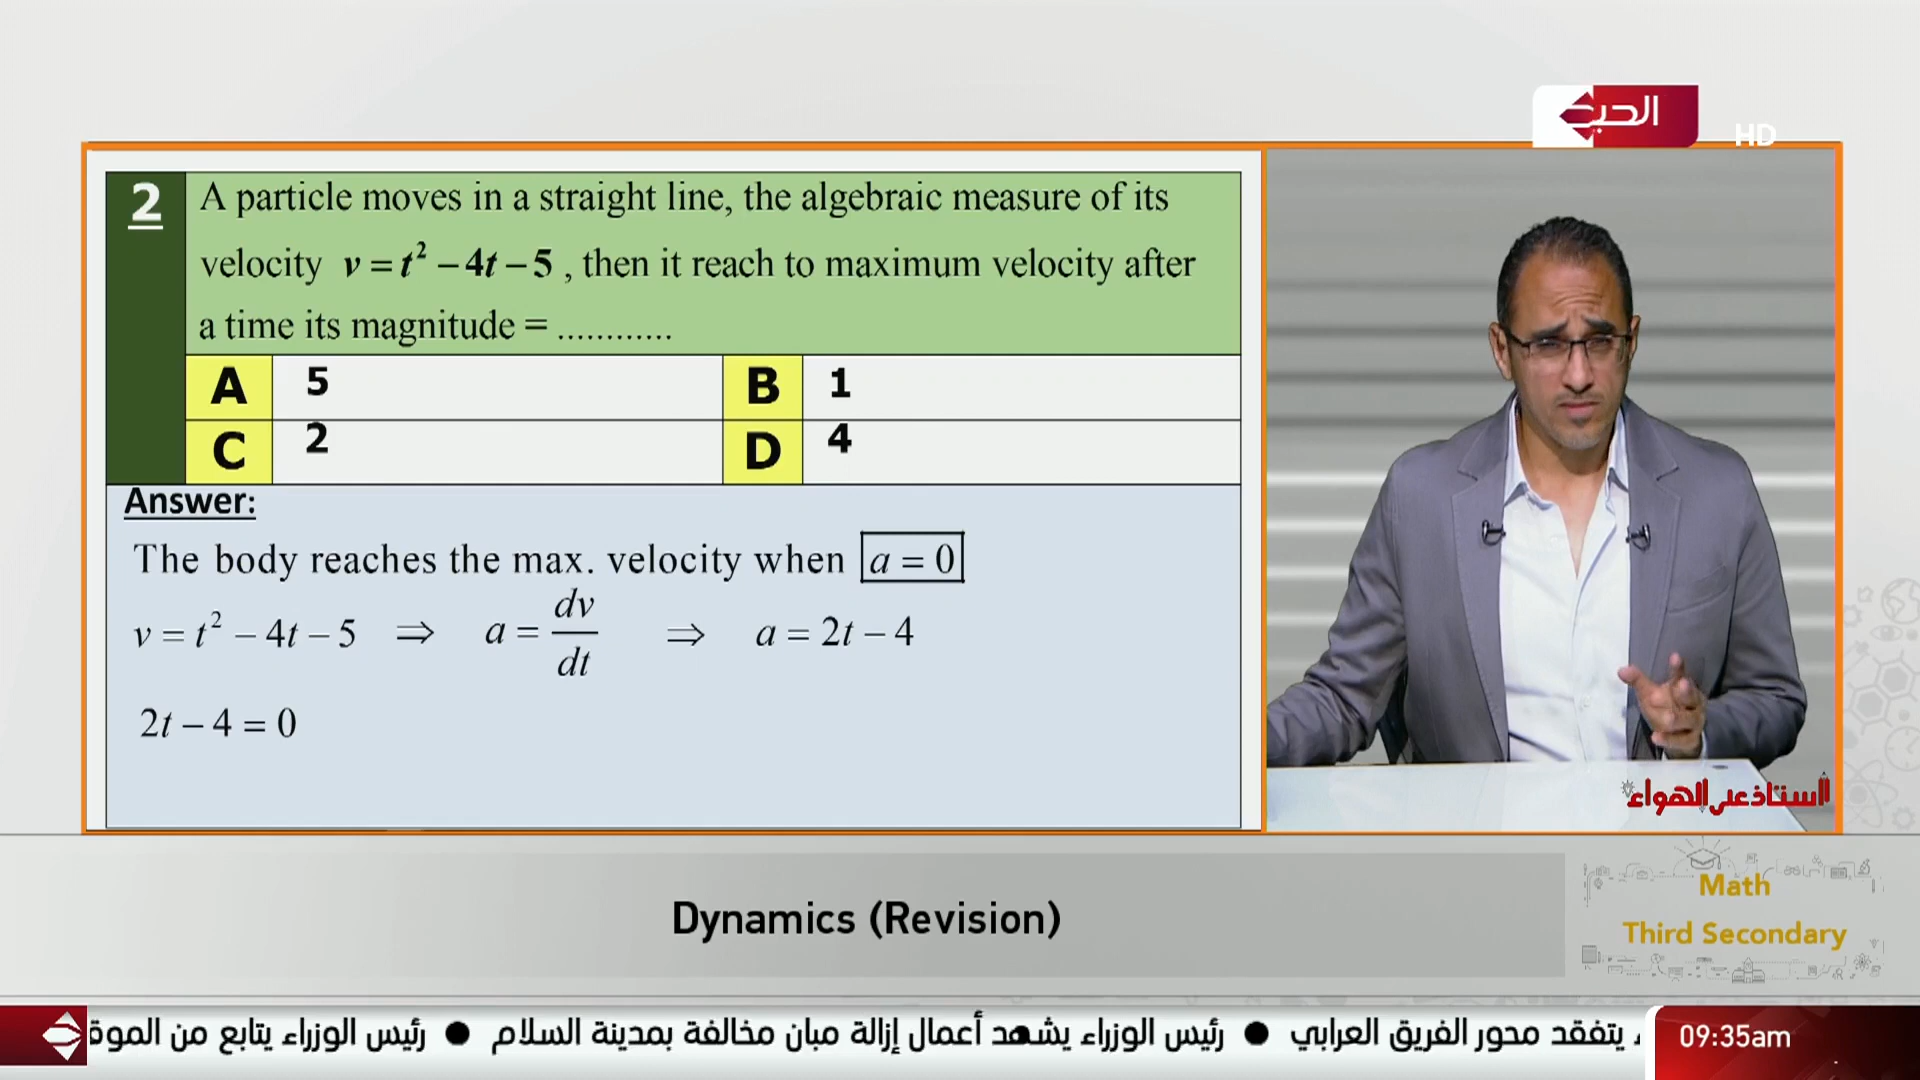 الحياة
HD
2
A particle moves in a straight line, the algebraic measure of its
velocity v = t² – 4t – 5 , then it reach to maximum velocity after
a time its magnitude = ............
A 5 B 1
C 2 D 4
Answer:
The body reaches the max. velocity when a = 0
v = t² – 4t – 5 ⇒ a = dv/dt ⇒ a = 2t – 4
2t – 4 = 0
أستاذ على الهواء
Dynamics (Revision)
Math
Third Secondary
يتفقد محور الفريق العرابي ● رئيس الوزراء يشهد أعمال إزالة مبان مخالفة بمدينة السلام ● رئيس الوزراء يتابع من
09:35am